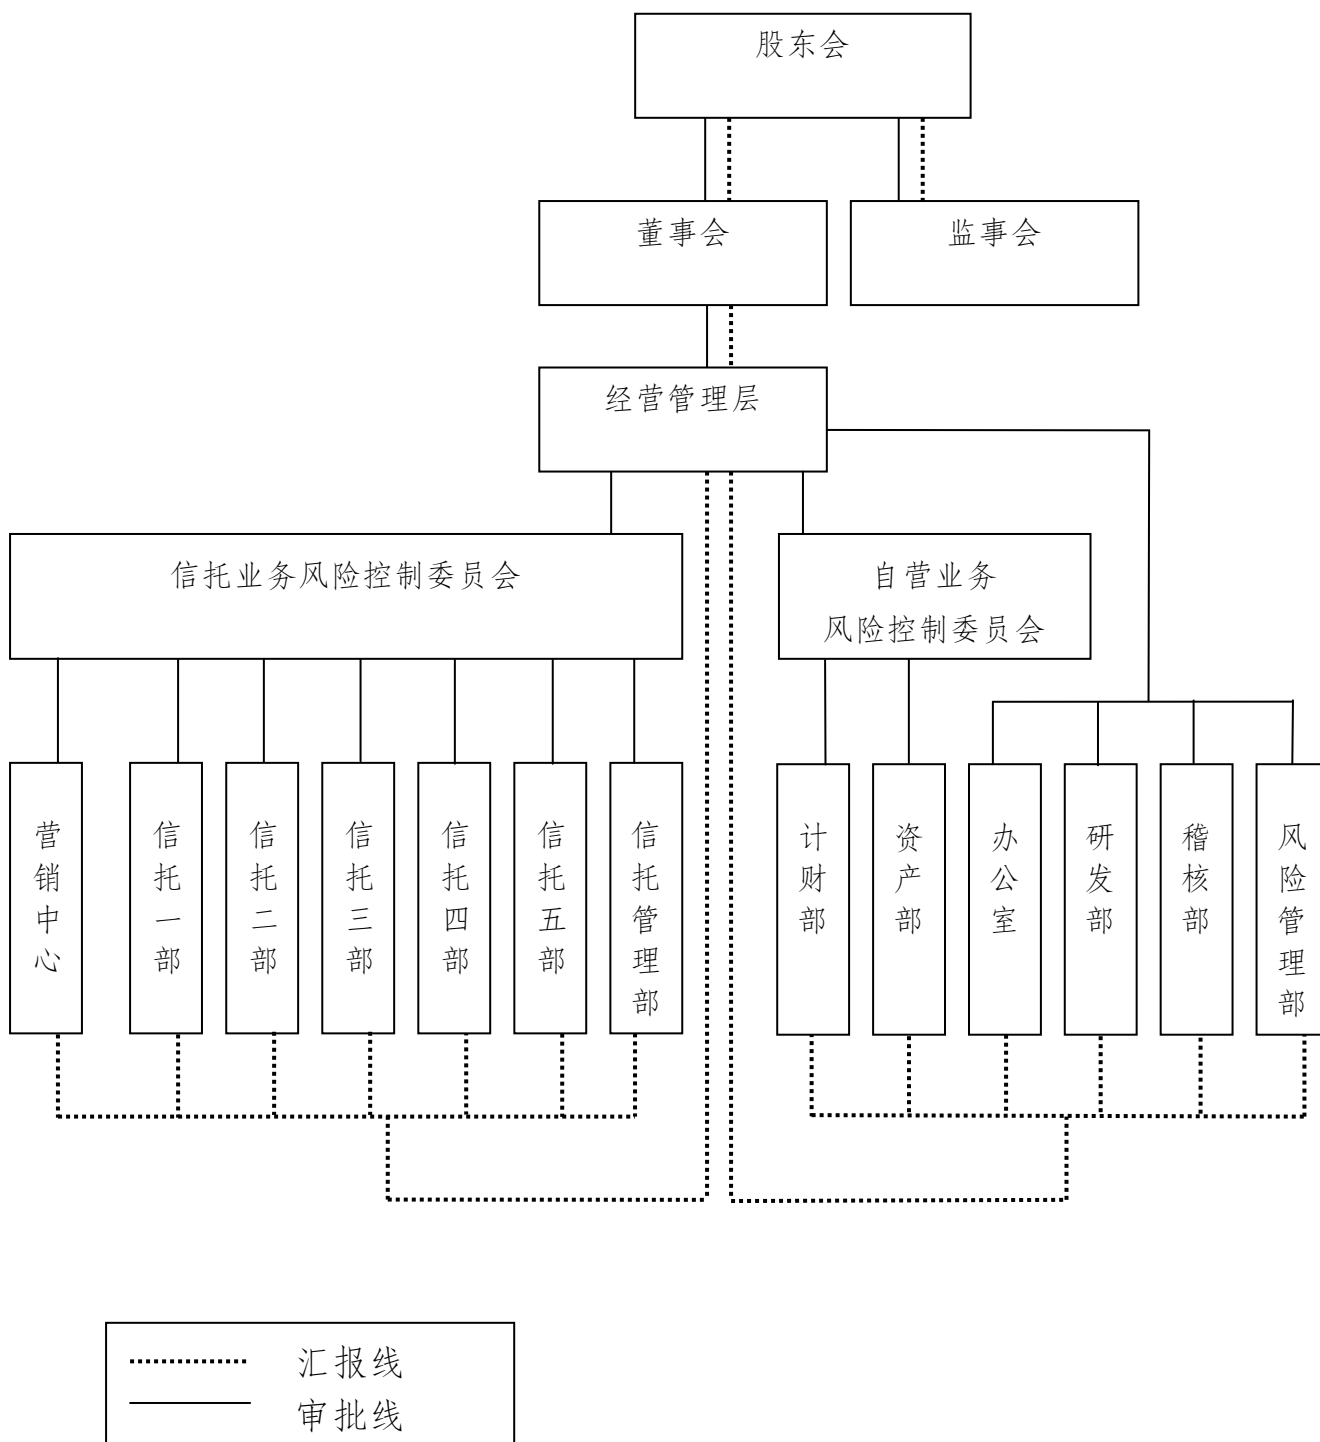 股东会
董事会
监事会
经营管理层
信托业务风险控制委员会
自营业务
风险控制委员会
营销中心
信托一部
信托二部
信托三部
信托四部
信托五部
信托管理部
计财部
资产部
办公室
研发部
稽核部
风险管理部
汇报线
审批线